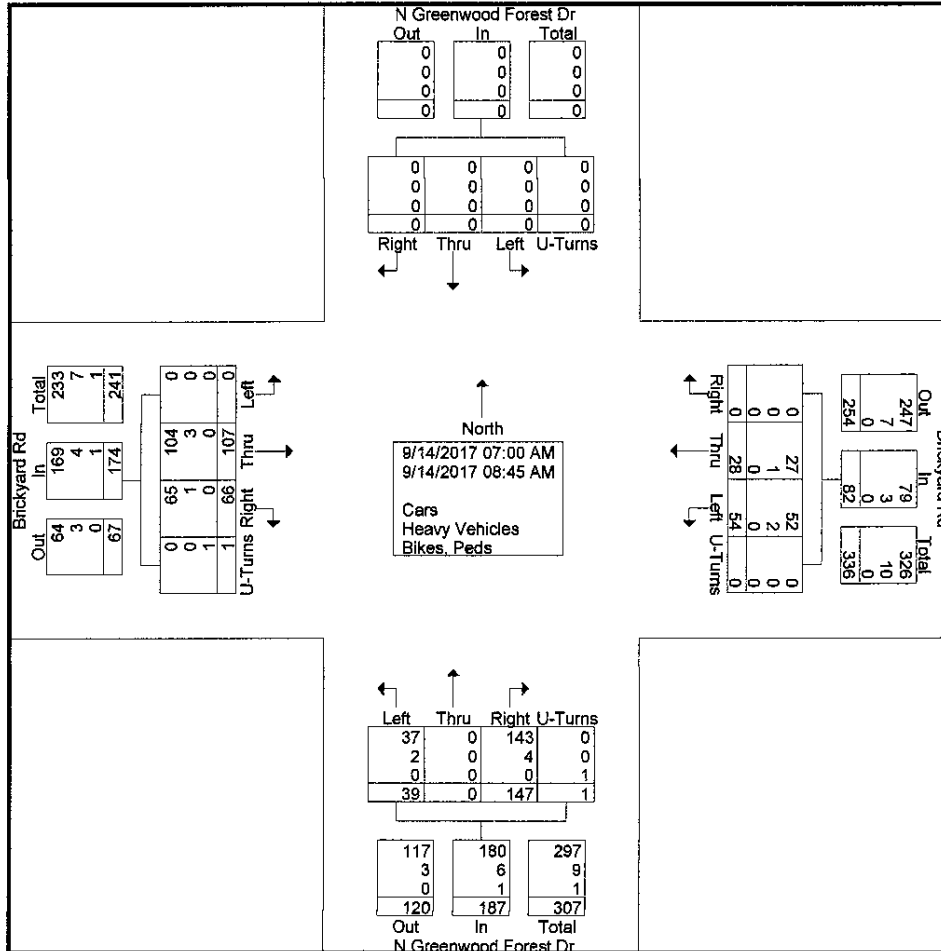 N Greenwood Forest Dr
Out In Total
0 0 0
0 0 0
0 0 0
0 0 0
0 0 0 0
0 0 0 0
0 0 0 0
0 0 0 0
Right Thru Left U-Turns
Brickyard Rd
Total
233 7 1 241
In
169 4 1 174
Out
64 3 0 67
Left
0 0 0 0
Thru
104 3 0 107
Right
65 1 0 66
U-Turns
0 0 1 1
North
9/14/2017 07:00 AM
9/14/2017 08:45 AM
Cars
Heavy Vehicles
Bikes, Peds
Right
0 0 0 0
Thru
27 1 0 28
Left
52 2 0 54
U-Turns
0 0 0 0
Brickyard Rd
Out
247 7 0 254
In
79 3 0 82
Total
326 10 0 336
Left Thru Right U-Turns
37 0 143 0
2 0 4 0
0 0 0 1
39 0 147 1
117 180 297
3 6 9
0 1 1
120 187 307
Out In Total
N Greenwood Forest Dr